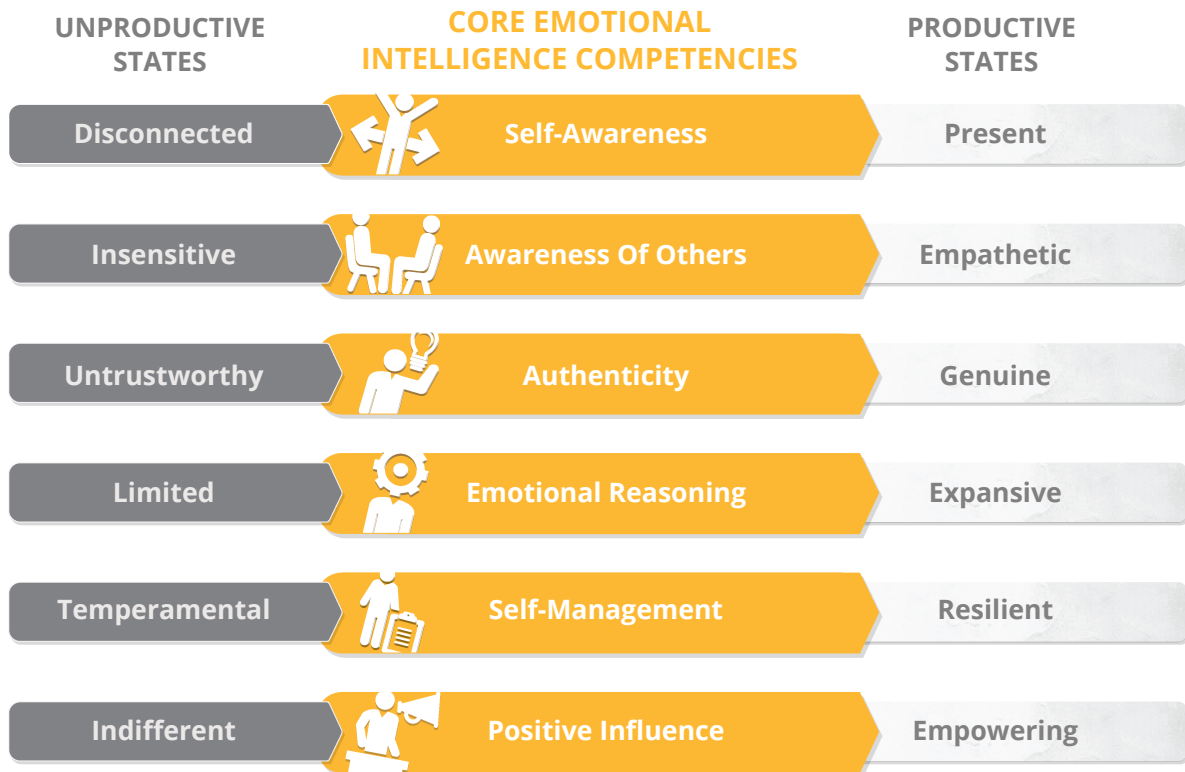 UNPRODUCTIVE
STATES
CORE EMOTIONAL
INTELLIGENCE COMPETENCIES
PRODUCTIVE
STATES
Disconnected
Self-Awareness
Present
Insensitive
Awareness Of Others
Empathetic
Untrustworthy
Authenticity
Genuine
Limited
Emotional Reasoning
Expansive
Temperamental
Self-Management
Resilient
Indifferent
Positive Influence
Empowering